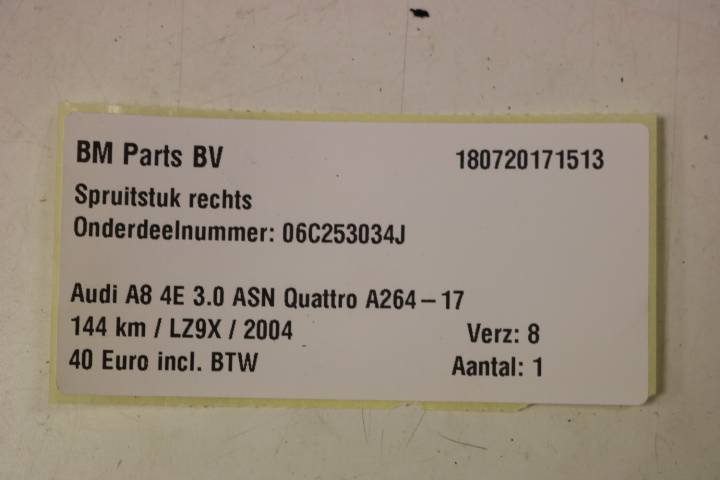 BM Parts BV 180720171513
Spruitstuk rechts
Onderdeelnummer: 06C253034J
Audi A8 4E 3.0 ASN Quattro A264-17
144 km / LZ9X / 2004 Verz: 8
40 Euro incl. BTW Aantal: 1